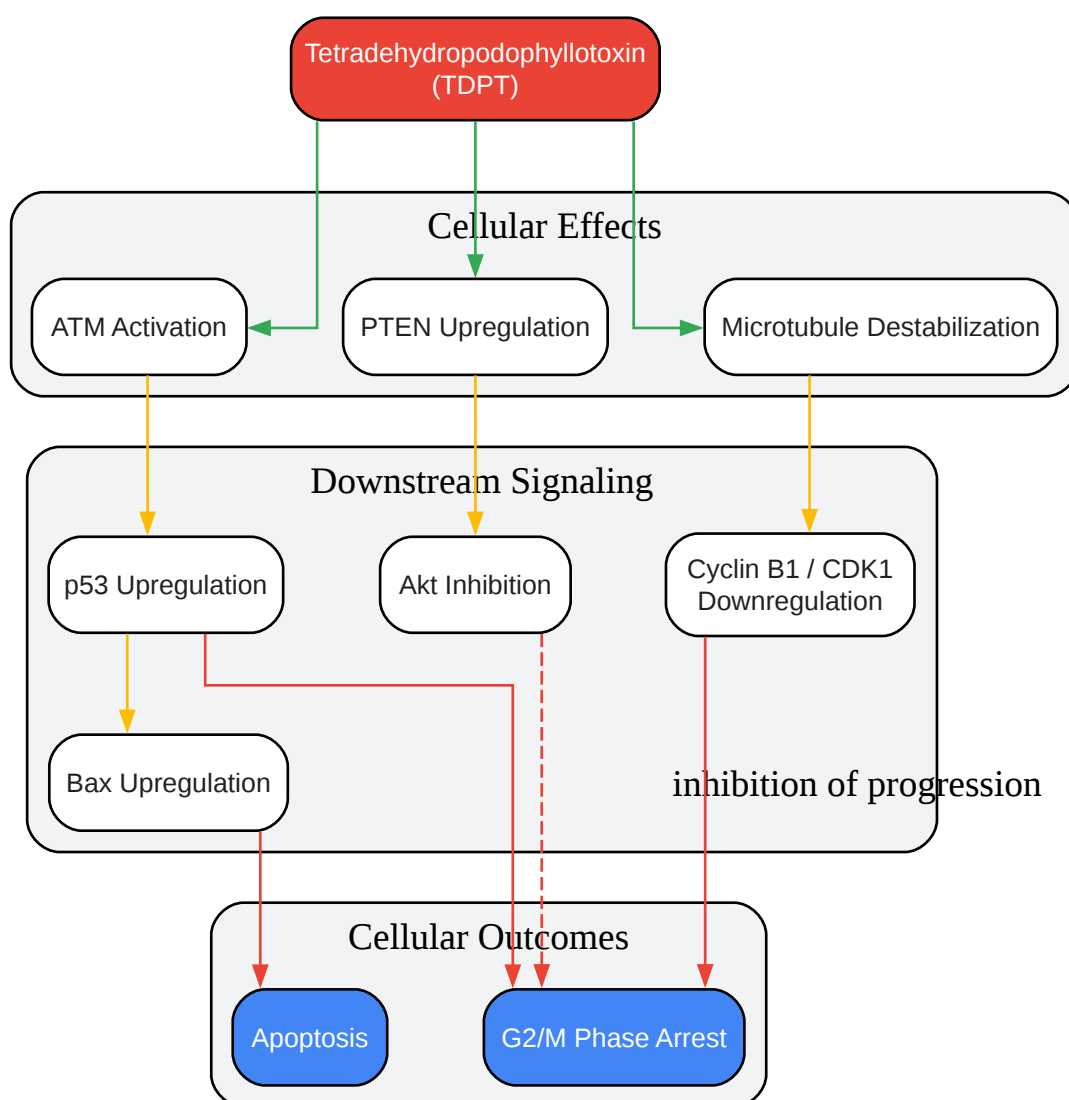 Tetradehydropodophyllotoxin
(TDPT)
Cellular Effects
ATM Activation
PTEN Upregulation
Microtubule Destabilization
Downstream Signaling
p53 Upregulation
Akt Inhibition
Cyclin B1 / CDK1
Downregulation
Bax Upregulation
inhibition of progression
Cellular Outcomes
Apoptosis
G2/M Phase Arrest